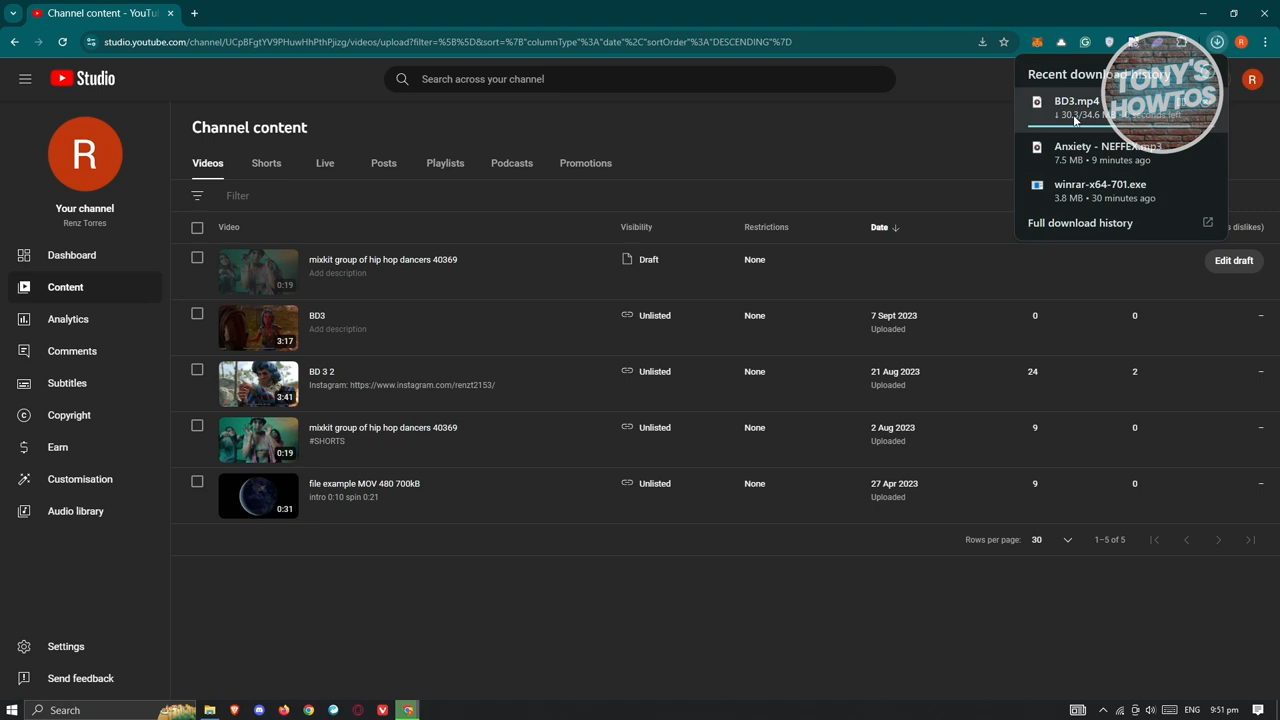 Channel content - YouTu
studio.youtube.com/channel/UCpBFgtYV9PHuwHhPthPjizg/videos/upload?filter=%5B%5D&sort=%7B"columnType"%3A"date"%2C"sortOrder"%3A"DESCENDING"%7D
R
Studio
Search across your channel
R
Recent download history
BD3.mp4
↓ 30.3/34.6 seconds left
Anxiety - NEFFEX.mp3
7.5 MB • 9 minutes ago
winrar-x64-701.exe
3.8 MB • 30 minutes ago
Full download history
TONY'S
HOWTOS
R
Your channel
Renz Torres
Dashboard
Content
Analytics
Comments
Subtitles
Copyright
Earn
Customisation
Audio library
Settings
Send feedback
Channel content
Videos
Shorts
Live
Posts
Playlists
Podcasts
Promotions
Filter
Video
Visibility
Restrictions
Date
dislikes)
0:19
mixkit group of hip hop dancers 40369
Add description
Draft
None
Edit draft
3:17
BD3
Add description
Unlisted
None
7 Sept 2023
Uploaded
0
0
–
3:41
BD 3 2
Instagram: https://www.instagram.com/renzt2153/
Unlisted
None
21 Aug 2023
Uploaded
24
2
–
0:19
mixkit group of hip hop dancers 40369
#SHORTS
Unlisted
None
2 Aug 2023
Uploaded
9
0
–
0:31
file example MOV 480 700kB
intro 0:10 spin 0:21
Unlisted
None
27 Apr 2023
Uploaded
9
0
–
Rows per page: 30
1–5 of 5
Search
ENG
9:51 pm